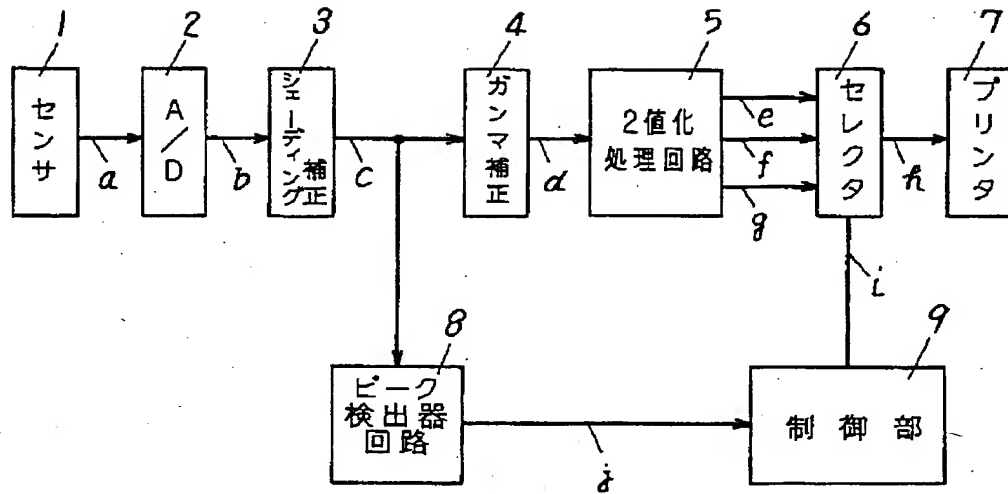 1
2
3
4
5
6
7
センサ
A/D
シェーディング
補正
ガンマ補正
2値化
処理回路
セレクタ
プリンタ
a
b
c
d
e
f
g
h
i
8
9
ピーク
検出器
回路
制御部
j